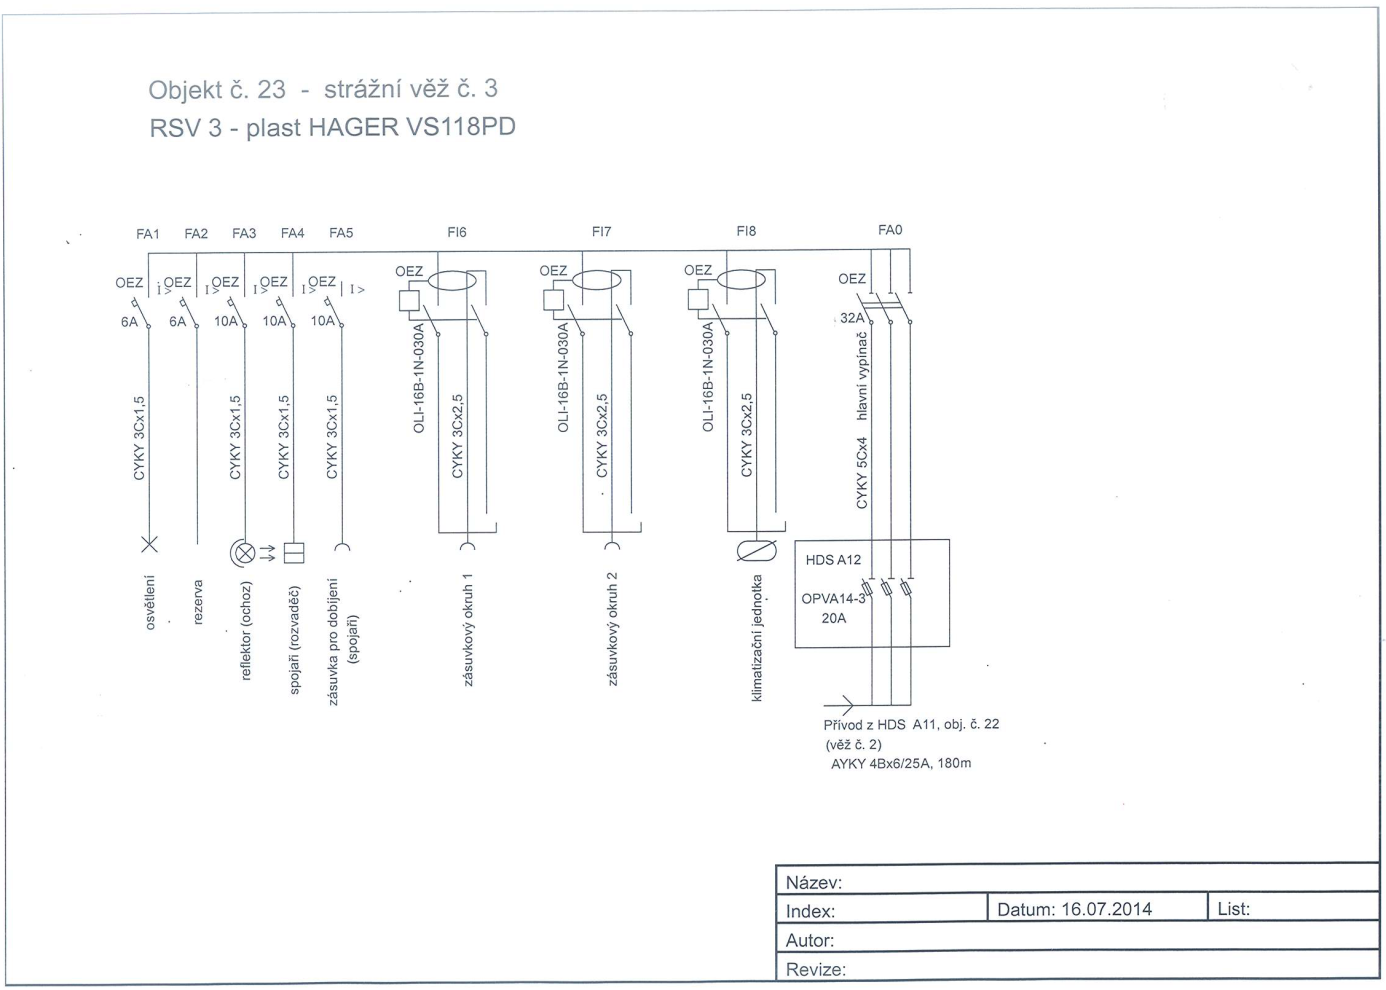 Objekt č. 23  -  strážní věž č. 3
RSV 3 - plast HAGER VS118PD
FA1 FA2 FA3 FA4 FA5 FI6 FI7 FI8 FA0
OEZ I > OEZ I > OEZ I > OEZ I > OEZ I > OEZ OEZ OEZ OEZ
6A 6A 10A 10A 10A 32A
OLI-16B-1N-030A
OLI-16B-1N-030A
OLI-16B-1N-030A
hlavní vypínač
CYKY 3Cx1,5
CYKY 3Cx1,5
CYKY 3Cx1,5
CYKY 3Cx1,5
CYKY 3Cx2,5
CYKY 3Cx2,5
CYKY 3Cx2,5
CYKY 5Cx4
HDS A12
OPVA14-3
20A
osvětlení
rezerva
reflektor (ochoz)
spojaři (rozvaděč)
zásuvka pro dobíjení
(spojaři)
zásuvkový okruh 1
zásuvkový okruh 2
klimatizační jednotka
Přívod z HDS  A11, obj. č. 22
(věž č. 2)
AYKY 4Bx6/25A, 180m
Název:
Index: Datum: 16.07.2014 List:
Autor:
Revize: